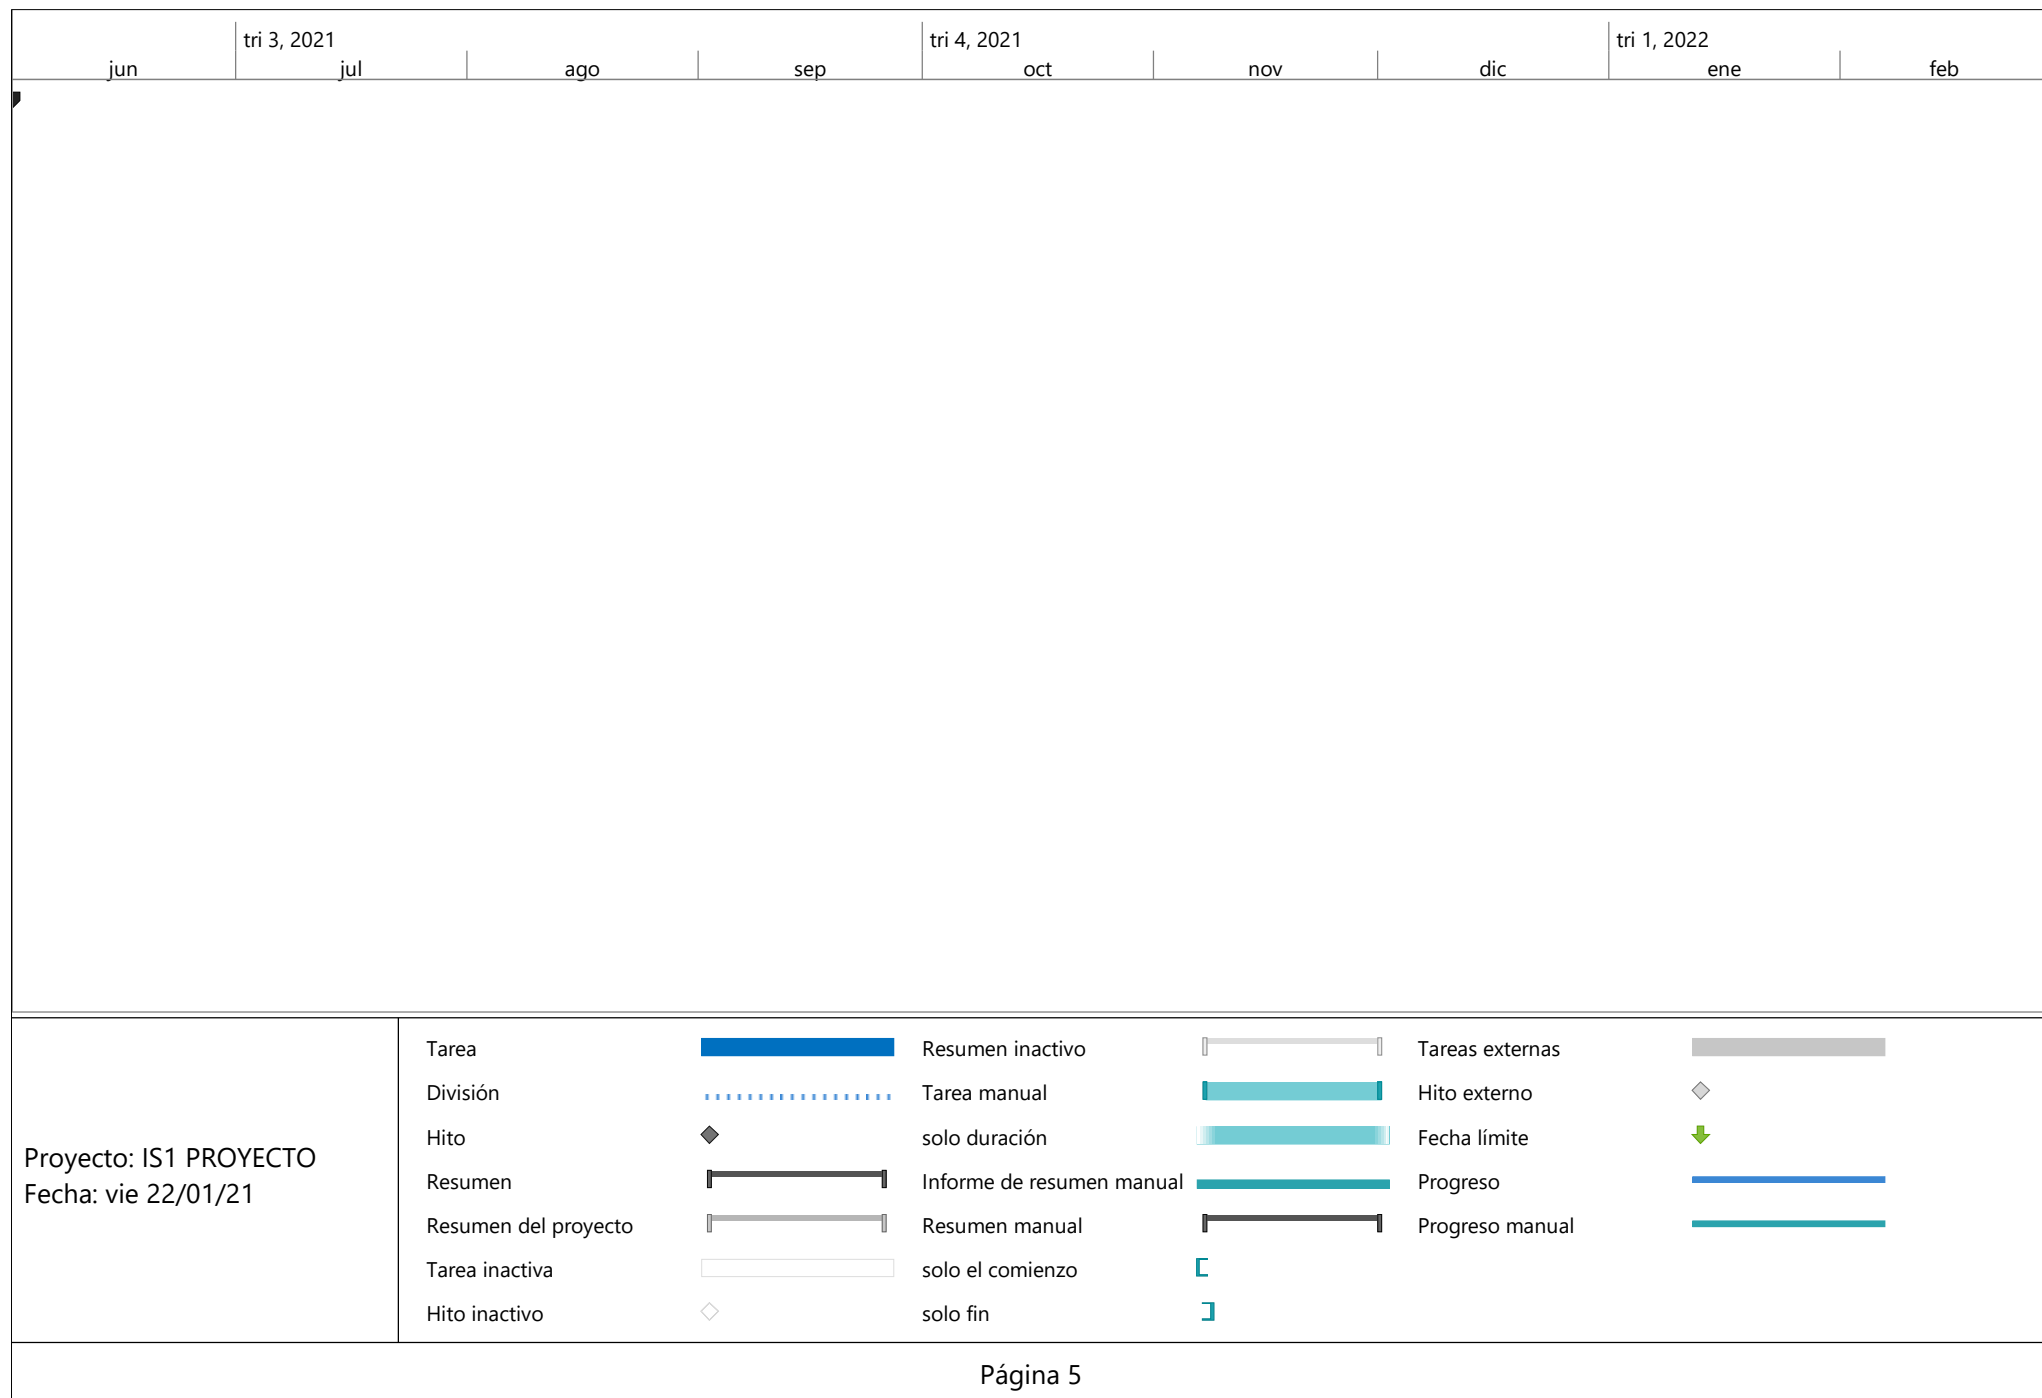 tri 3, 2021 tri 4, 2021 tri 1, 2022
jun jul ago sep oct nov dic ene feb
Tarea Resumen inactivo Tareas externas
División Tarea manual Hito externo
Hito solo duración Fecha límite
Proyecto: IS1 PROYECTO
Fecha: vie 22/01/21
Resumen Informe de resumen manual Progreso
Resumen del proyecto Resumen manual Progreso manual
Tarea inactiva solo el comienzo
Hito inactivo solo fin
Página 5